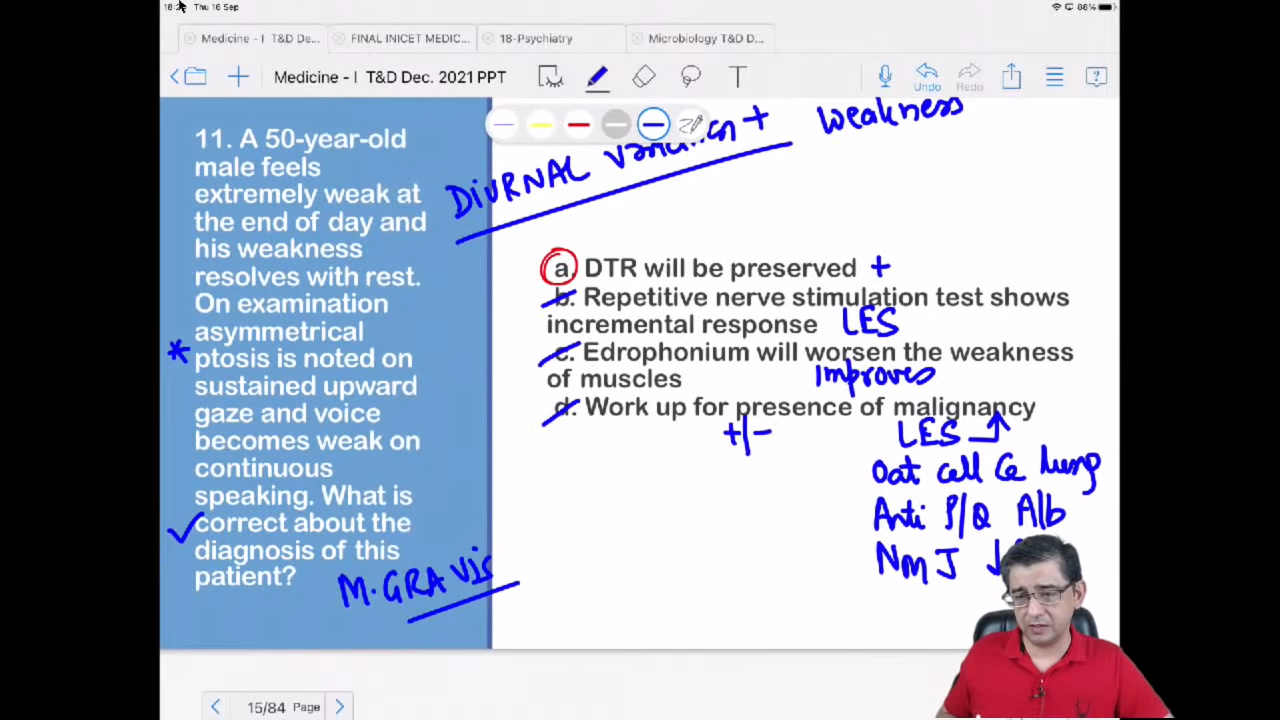 Thu 16 Sep
88%
Medicine - I T&D De...
FINAL INICET MEDIC...
18-Psychiatry
Microbiology T&D D...
Medicine - I T&D Dec. 2021 PPT
T
Undo
Redo
11. A 50-year-old
male feels
extremely weak at
the end of day and
his weakness
resolves with rest.
On examination
asymmetrical
* ptosis is noted on
sustained upward
gaze and voice
becomes weak on
continuous
speaking. What is
correct about the
diagnosis of this
patient?
M. GRAVis
DiURNAL + weakness
a. DTR will be preserved +
b. Repetitive nerve stimulation test shows
incremental response LES
c. Edrophonium will worsen the weakness
of muscles Improves
d. Work up for presence of malignancy
+/- LES
Oat cell Ca lung
Anti P/Q A/b
NMJ ↓
15/84 Page